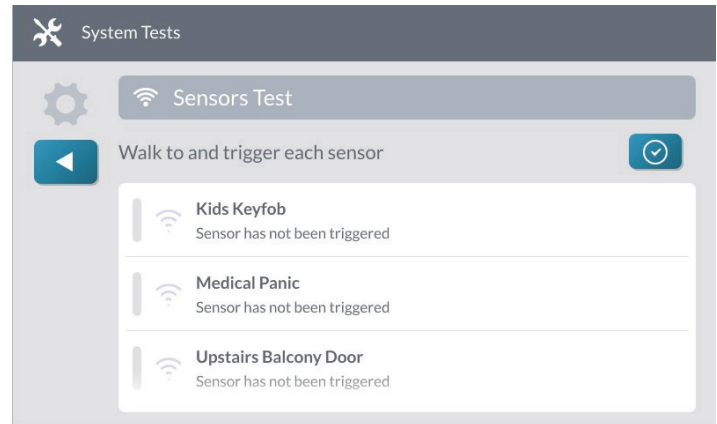 System Tests
Sensors Test
Walk to and trigger each sensor
Kids Keyfob
Sensor has not been triggered
Medical Panic
Sensor has not been triggered
Upstairs Balcony Door
Sensor has not been triggered